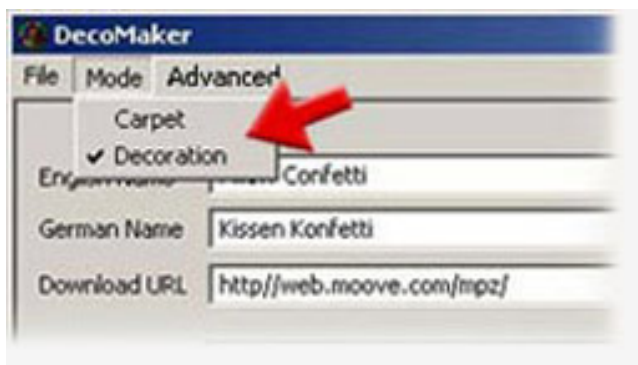 DecoMaker
File Mode Advanced
Carpet
✔ Decoration
Confetti
German Name Kissen Konfetti
Download URL http//web.moove.com/mpz/